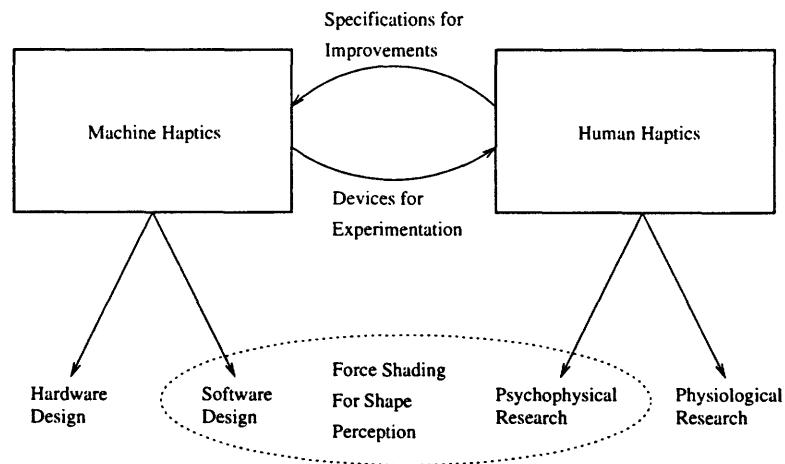 Specifications for
Improvements
Machine Haptics
Human Haptics
Devices for
Experimentation
Hardware
Design
Software
Design
Force Shading
For Shape
Perception
Psychophysical
Research
Physiological
Research